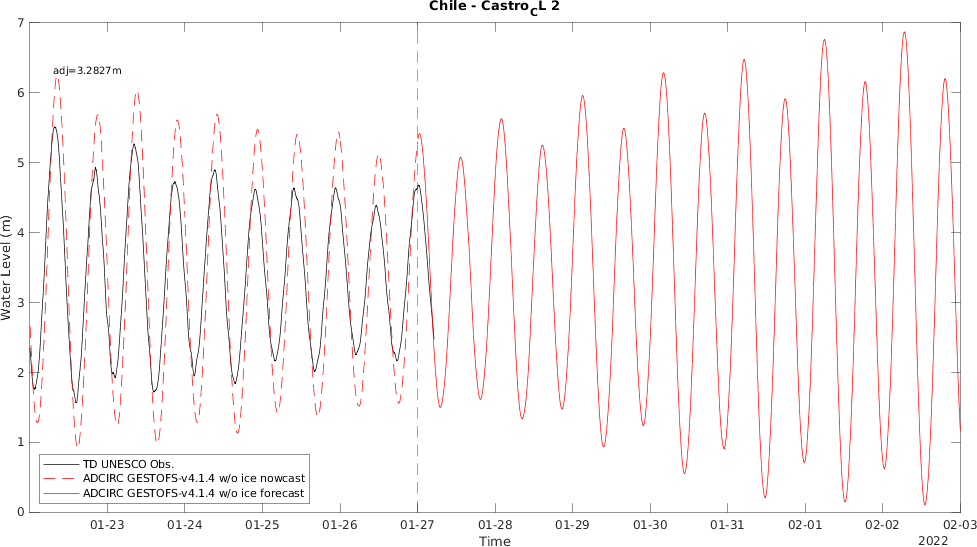 Chile - Castro_CL 2
7
adj=3.2827m
6
5
4
Water Level (m)
3
2
1
TD UNESCO Obs.
ADCIRC GESTOFS-v4.1.4 w/o ice nowcast
ADCIRC GESTOFS-v4.1.4 w/o ice forecast
0
01-23 01-24 01-25 01-26 01-27 01-28 01-29 01-30 01-31 02-01 02-02 02-03
Time
2022